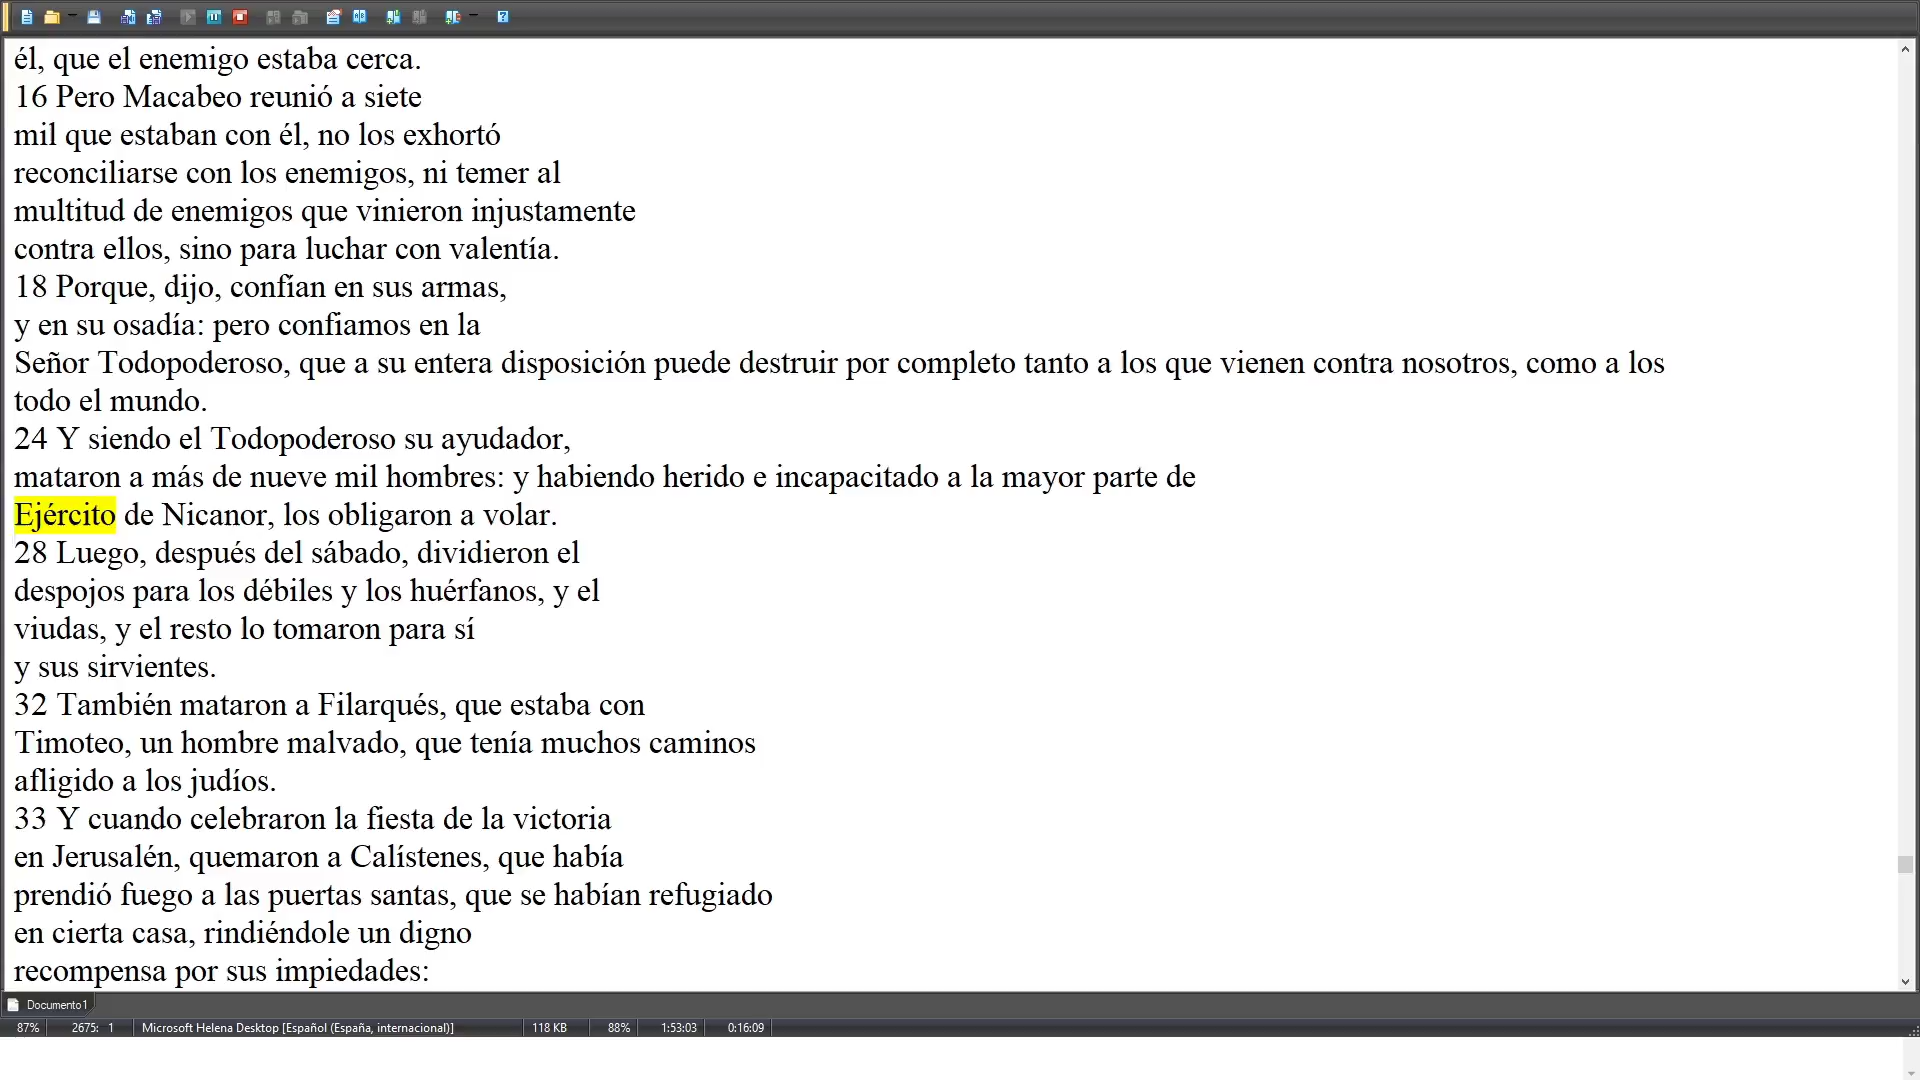 él, que el enemigo estaba cerca.
16 Pero Macabeo reunió a siete
mil que estaban con él, no los exhortó
reconciliarse con los enemigos, ni temer al
multitud de enemigos que vinieron injustamente
contra ellos, sino para luchar con valentía.
18 Porque, dijo, confían en sus armas,
y en su osadía: pero confiamos en la
Señor Todopoderoso, que a su entera disposición puede destruir por completo tanto a los que vienen contra nosotros, como a los
todo el mundo.
24 Y siendo el Todopoderoso su ayudador,
mataron a más de nueve mil hombres: y habiendo herido e incapacitado a la mayor parte de
Ejército de Nicanor, los obligaron a volar.
28 Luego, después del sábado, dividieron el
despojos para los débiles y los huérfanos, y el
viudas, y el resto lo tomaron para sí
y sus sirvientes.
32 También mataron a Filarqués, que estaba con
Timoteo, un hombre malvado, que tenía muchos caminos
afligido a los judíos.
33 Y cuando celebraron la fiesta de la victoria
en Jerusalén, quemaron a Calístenes, que había
prendió fuego a las puertas santas, que se habían refugiado
en cierta casa, rindiéndole un digno
recompensa por sus impiedades:
Documento1
87% 2675: 1 Microsoft Helena Desktop [Español (España, internacional)] 118 KB 88% 1:53:03 0:16:09